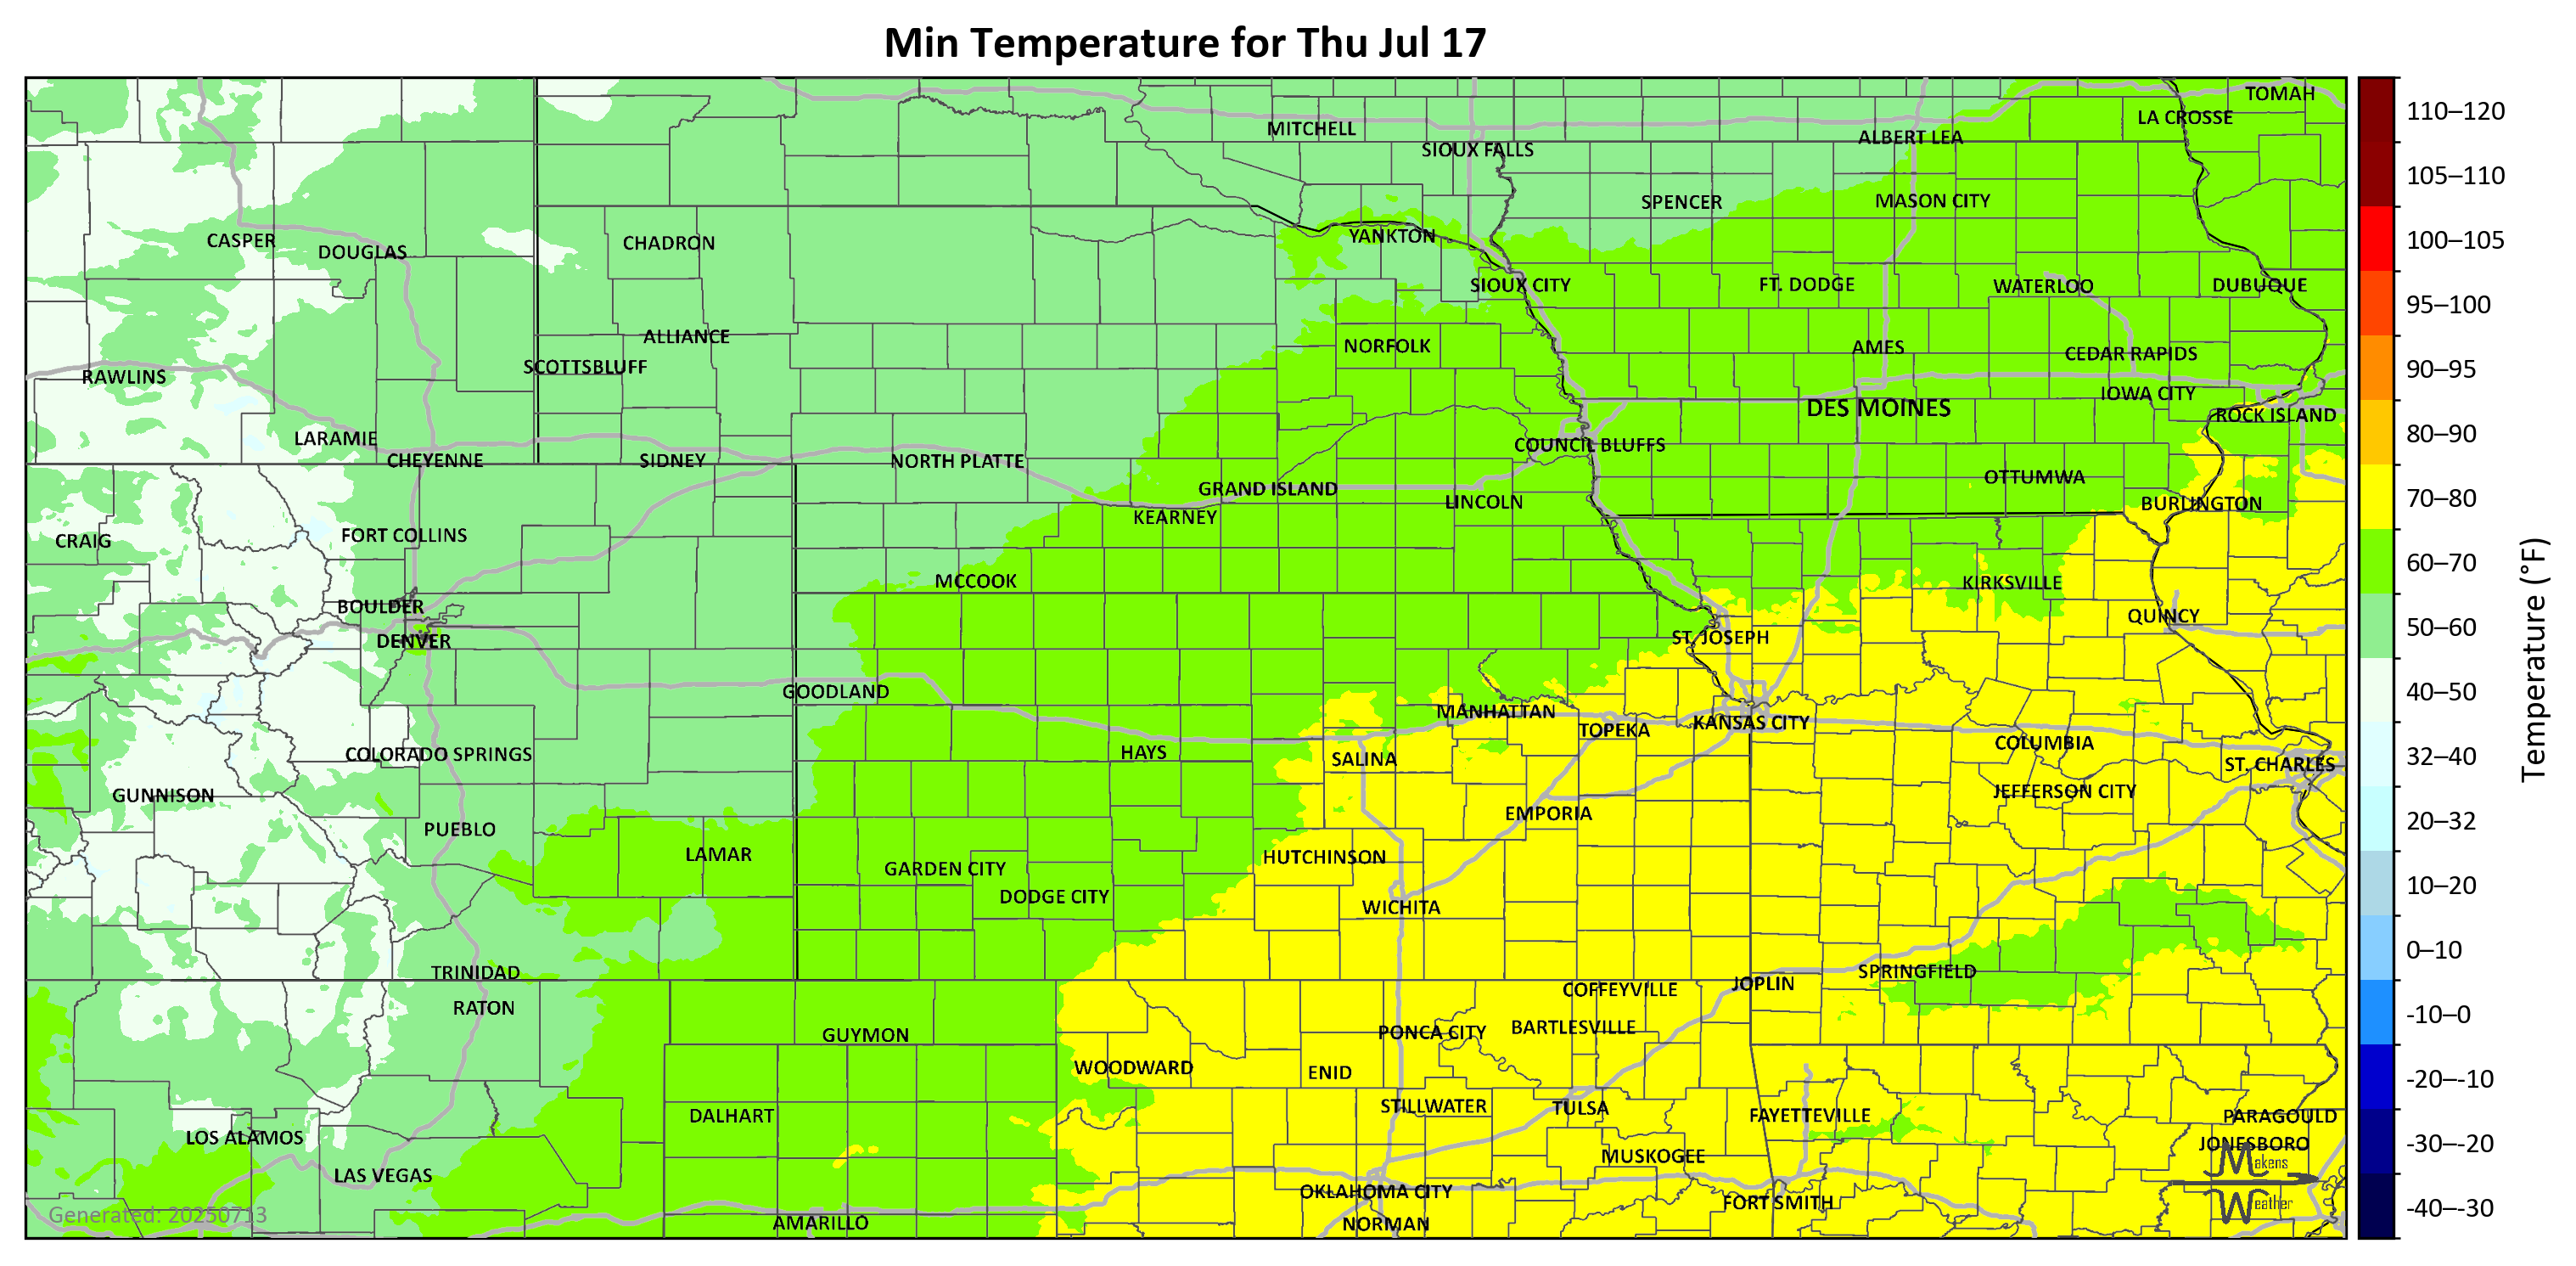 Min Temperature for Thu Jul 17
TOMAH
LA CROSSE
MITCHELL
ALBERT LEA
SIOUX FALLS
SPENCER
MASON CITY
CASPER
DOUGLAS
CHADRON
YANKTON
SIOUX CITY
FT. DODGE
WATERLOO
DUBUQUE
ALLIANCE
NORFOLK
AMES
CEDAR RAPIDS
SCOTTSBLUFF
RAWLINS
IOWA CITY
DES MOINES
ROCK ISLAND
LARAMIE
COUNCIL BLUFFS
CHEYENNE
SIDNEY
NORTH PLATTE
OTTUMWA
GRAND ISLAND
LINCOLN
BURLINGTON
KEARNEY
FORT COLLINS
CRAIG
MCCOOK
KIRKSVILLE
BOULDER
QUINCY
DENVER
ST. JOSEPH
GOODLAND
MANHATTAN
TOPEKA
KANSAS CITY
COLUMBIA
COLORADO SPRINGS
HAYS
SALINA
ST. CHARLES
GUNNISON
JEFFERSON CITY
EMPORIA
PUEBLO
LAMAR
HUTCHINSON
GARDEN CITY
DODGE CITY
WICHITA
TRINIDAD
SPRINGFIELD
JOPLIN
COFFEYVILLE
RATON
BARTLESVILLE
PONCA CITY
GUYMON
WOODWARD
ENID
STILLWATER
TULSA
DALHART
FAYETTEVILLE
PARAGOULD
LOS ALAMOS
JONESBORO
MUSKOGEE
LAS VEGAS
OKLAHOMA CITY
FORT SMITH
AMARILLO
NORMAN
Generated: 20250713
Makens
Weather
110–120
105–110
100–105
95–100
90–95
80–90
70–80
60–70
50–60
40–50
32–40
20–32
10–20
0–10
-10–0
-20–-10
-30–-20
-40–-30
Temperature (°F)